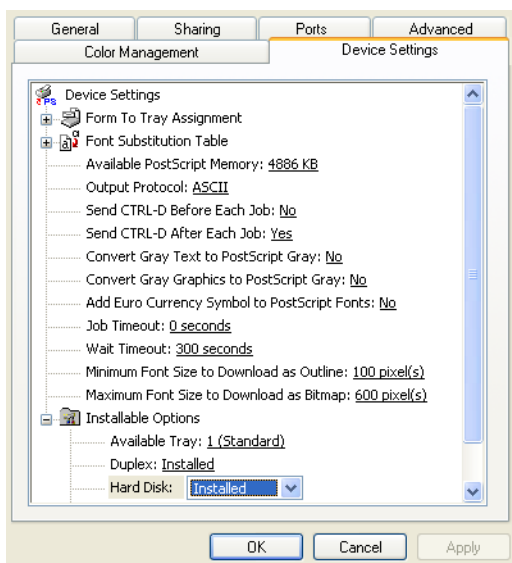 General Sharing Ports Advanced
Color Management Device Settings
PS Device Settings
Form To Tray Assignment
a Font Substitution Table
Available PostScript Memory: 4886 KB
Output Protocol: ASCII
Send CTRL-D Before Each Job: No
Send CTRL-D After Each Job: Yes
Convert Gray Text to PostScript Gray: No
Convert Gray Graphics to PostScript Gray: No
Add Euro Currency Symbol to PostScript Fonts: No
Job Timeout: 0 seconds
Wait Timeout: 300 seconds
Minimum Font Size to Download as Outline: 100 pixel(s)
Maximum Font Size to Download as Bitmap: 600 pixel(s)
Installable Options
Available Tray: 1 (Standard)
Duplex: Installed
Hard Disk: Installed
OK Cancel Apply